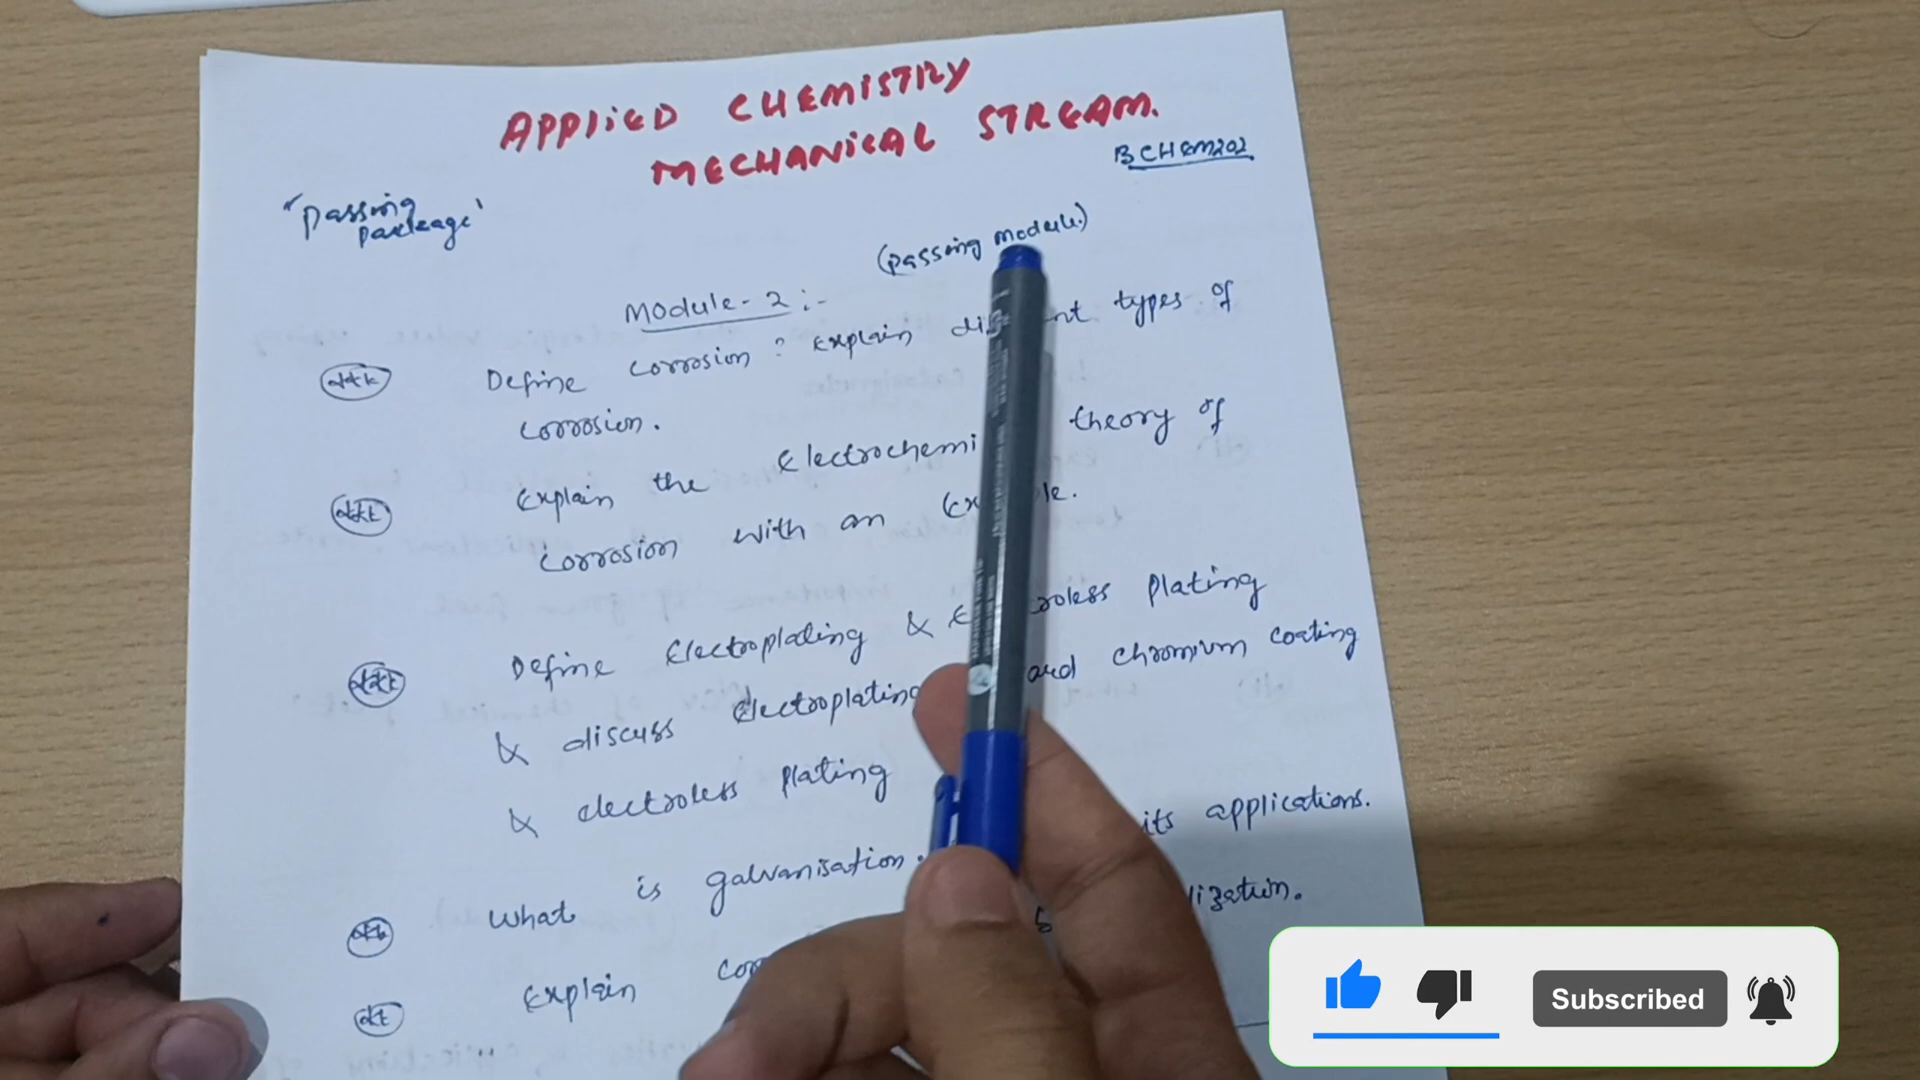 APPLIED CHEMISTRY
MECHANICAL STREAM.
BCHEM202
"Passing
package'
(passing module)
Module-2 :-
Define corrosion? Explain types of
corrosion.
Explain the theory of
corrosion with an
Define Electroplating & plating
& discuss electroplating and chromium coating
& electroless plating
What is galvanisation. its applications.
Explain
Subscribed